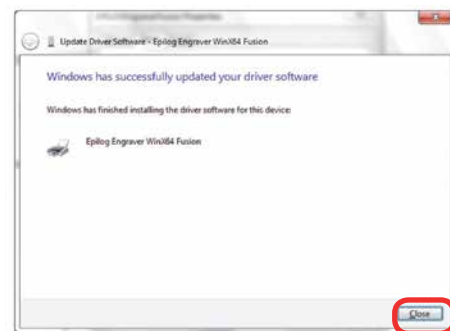 Update Driver Software - Epilog Engraver WinX64 Fusion
Windows has successfully updated your driver software
Windows has finished installing the driver software for this device:
Epilog Engraver WinX64 Fusion
Close